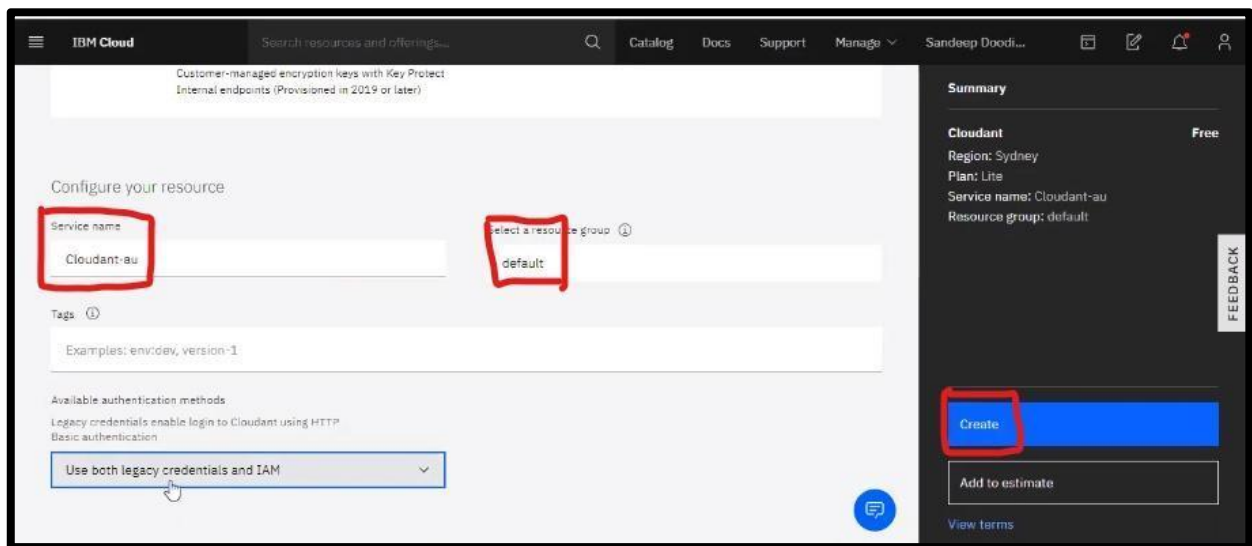 IBM Cloud
Search resources and offerings...
Catalog
Docs
Support
Manage
Sandeep Doodi...
Customer-managed encryption keys with Key Protect
Internal endpoints (Provisioned in 2019 or later)
Configure your resource
Service name
Cloudant-au
Select a resource group
default
Tags
Examples: env:dev, version-1
Available authentication methods
Legacy credentials enable login to Cloudant using HTTP
Basic authentication
Use both legacy credentials and IAM
Summary
Cloudant Free
Region: Sydney
Plan: Lite
Service name: Cloudant-au
Resource group: default
FEEDBACK
Create
Add to estimate
View terms